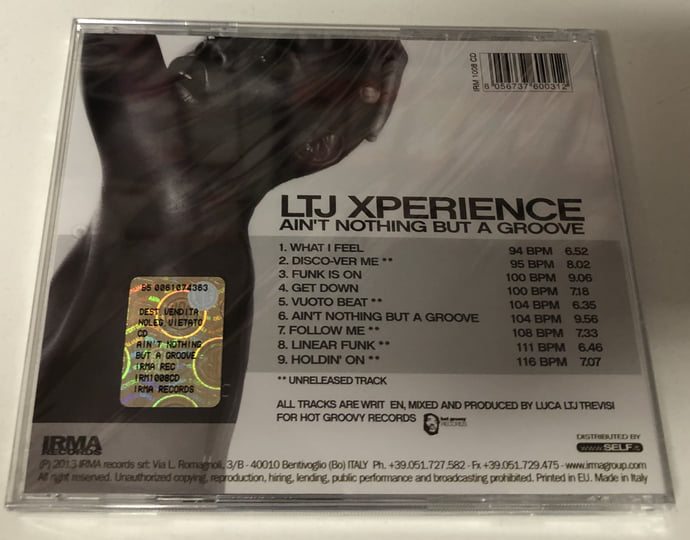 IRM 1008 CD
8 056737 600312
LTJ XPERIENCE
AIN'T NOTHING BUT A GROOVE
1. WHAT I FEEL 94 BPM 6.52
2. DISCO-VER ME ** 95 BPM 8.02
3. FUNK IS ON 100 BPM 9.06
4. GET DOWN 100 BPM 7.18
5. VUOTO BEAT ** 104 BPM 6.35
6. AIN'T NOTHING BUT A GROOVE 104 BPM 9.56
7. FOLLOW ME ** 108 BPM 7.33
8. LINEAR FUNK ** 111 BPM 6.46
9. HOLDIN' ON ** 116 BPM 7.07
** UNRELEASED TRACK
ALL TRACKS ARE WRIT EN, MIXED AND PRODUCED BY LUCA LTJ TREVISI
FOR HOT GROOVY RECORDS
hot groovy
RECORDS
S5 0081074363
DEST VENDITA
NOLEG VIETATO
CD
AIN'T NOTHING
BUT A GROOVE
IRMA REC
IRM1008CD
IRMA RECORDS
IRMA
RECORDS
DISTRIBUTED BY
www.SELF.it
(P) 2013 IRMA records srl: Via L. Romagnoli, 3/B - 40010 Bentivoglio (Bo) ITALY Ph. +39.051.727.582 - Fx +39.051.729.475 - www.irmagroup.com
All right reserved. Unauthorized copying, reproduction, hiring, lending, public performance and broadcasting prohibited. Printed in EU. Made in Italy